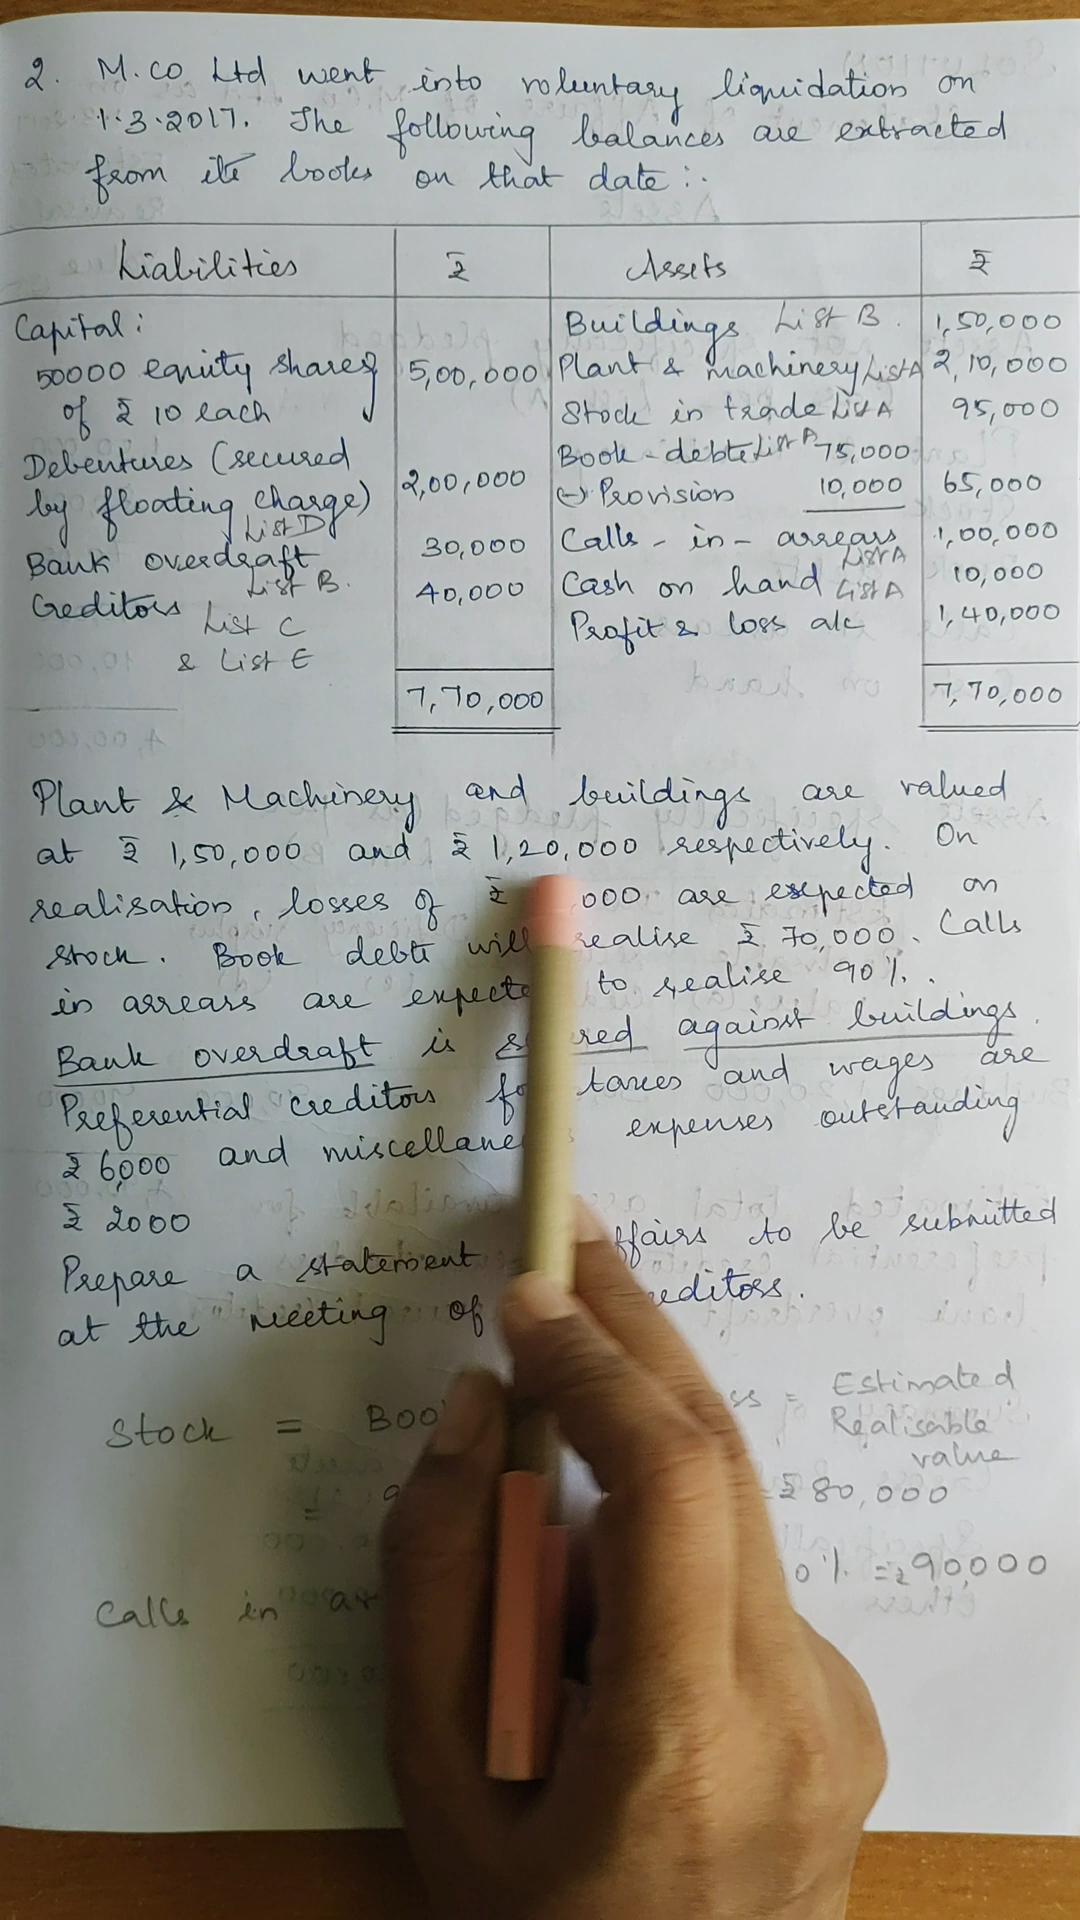 2. M.co Ltd went into voluntary liquidation on
1.3.2017. The following balances are extracted
from its books on that date :-
Liabilities ₹ Assets ₹
Capital: Buildings List B. 1,50,000
50000 equity shares 5,00,000 Plant & machinery List A 2,10,000
of ₹ 10 each Stock in trade List A 95,000
Debentures (secured Book-debts List A 75,000
by floating charge) 2,00,000 (-) Provision 10,000 65,000
List D
Bank overdraft 30,000 Calls-in-arrears 1,00,000
List B. List A
Creditors 40,000 Cash on hand List A 10,000
List C Profit & loss a/c 1,40,000
& List E
7,70,000 7,70,000
Plant & Machinery and buildings are valued
at ₹ 1,50,000 and ₹ 1,20,000 respectively. On
realisation, losses of ₹ 000 are expected on
stock. Book debts will realise ₹ 70,000. Calls
in arrears are to realise 90%.
Bank overdraft is against buildings.
Preferential creditors taxes and wages are
₹ 6000 and expenses outstanding
₹ 2000
Prepare a statement to be submitted
at the meeting of
Stock = = Estimated
Realisable
value
= ₹ 80,000
Calls in = ₹ 90,000